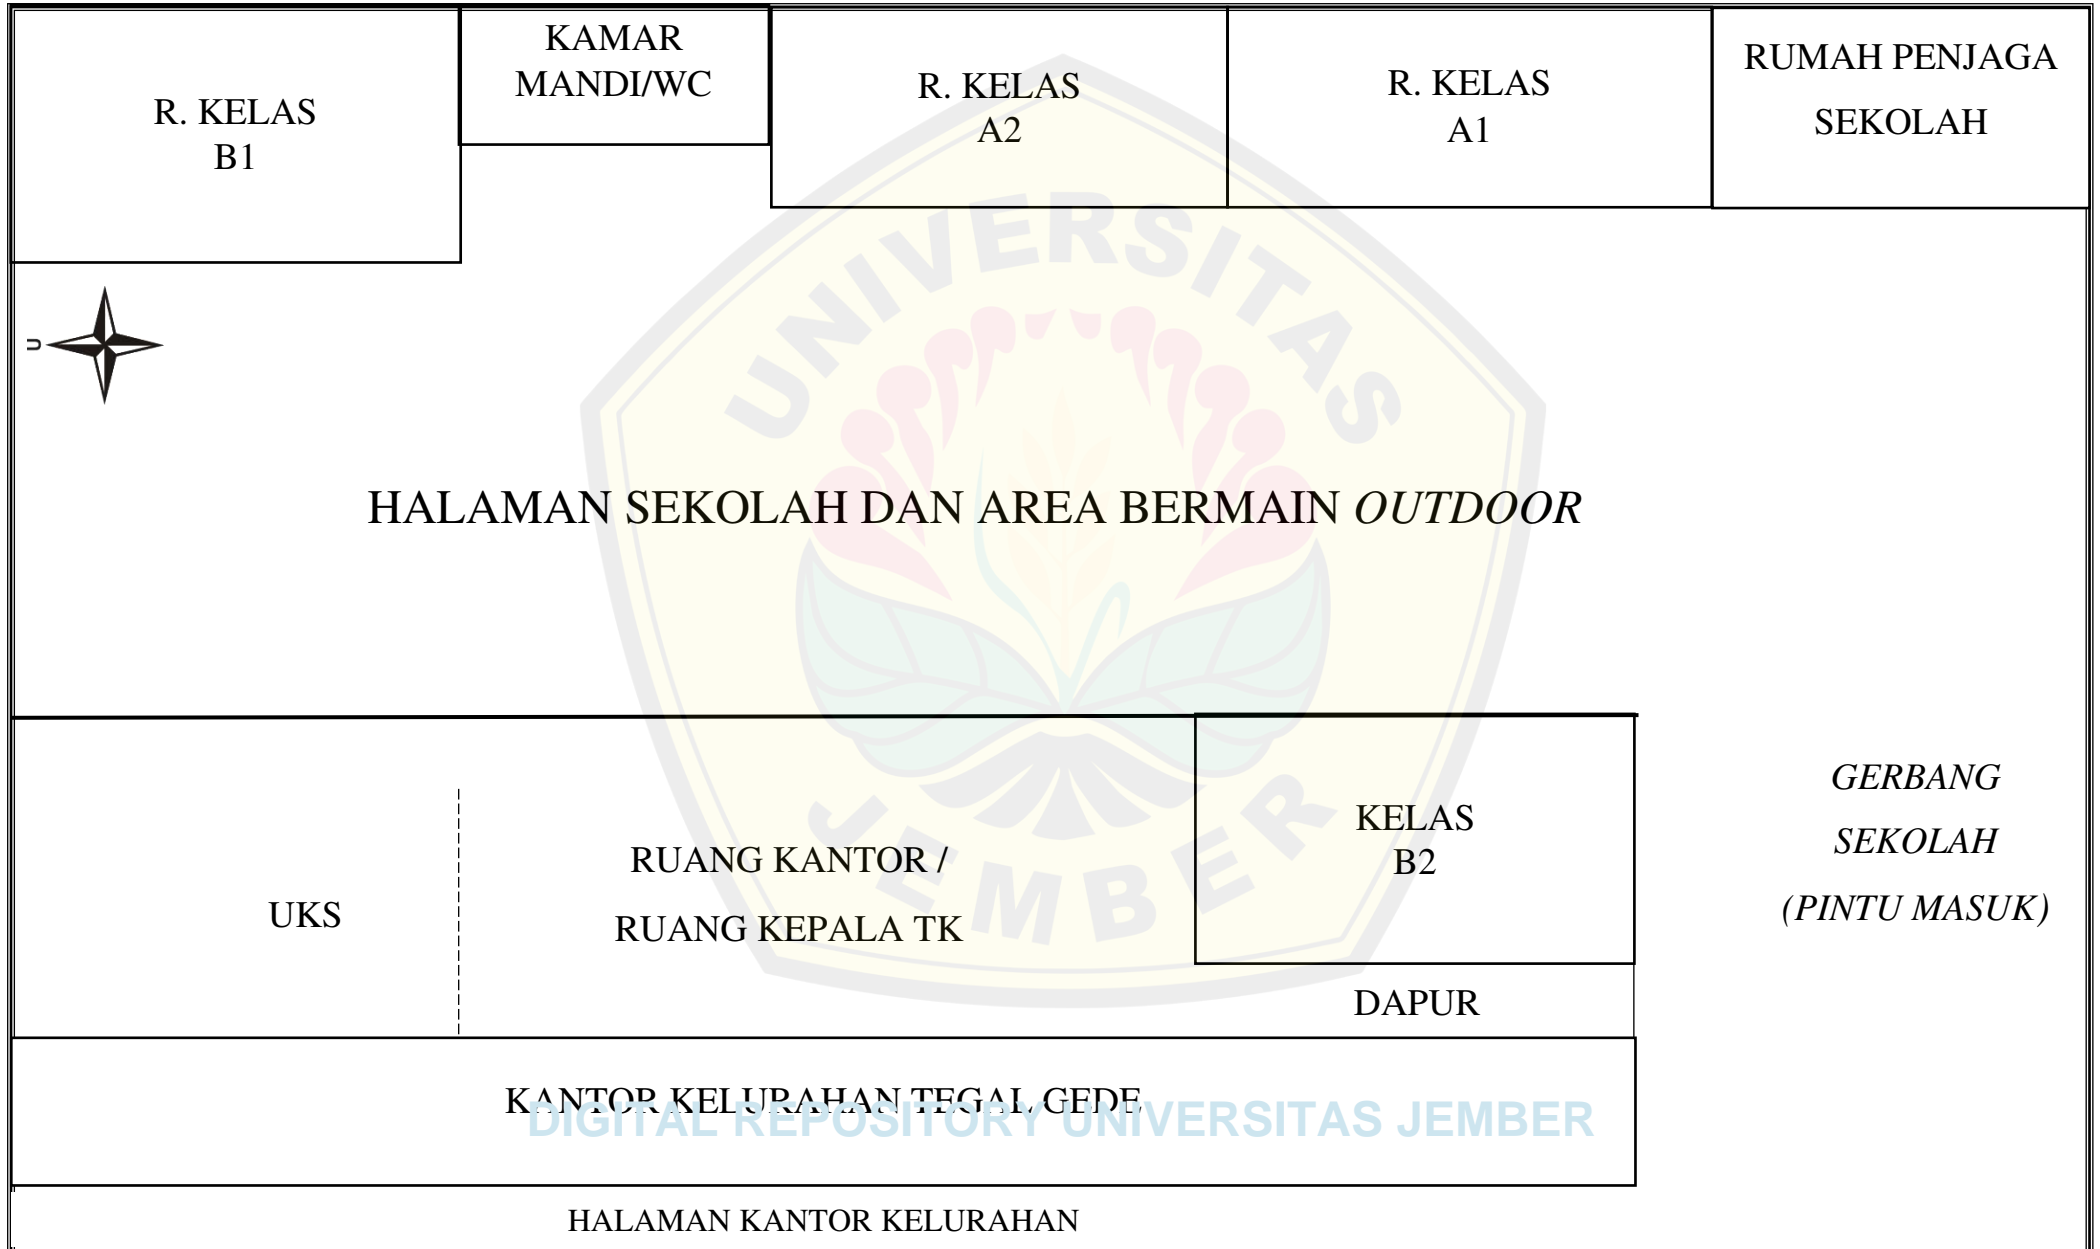 R. KELAS
B1
KAMAR
MANDI/WC
R. KELAS
A2
R. KELAS
A1
RUMAH PENJAGA
SEKOLAH
U
HALAMAN SEKOLAH DAN AREA BERMAIN OUTDOOR
UNIVERSITAS
JEMBER
UKS
RUANG KANTOR /
RUANG KEPALA TK
KELAS
B2
DAPUR
GERBANG
SEKOLAH
(PINTU MASUK)
KANTOR KELURAHAN TEGAL GEDE
DIGITAL REPOSITORY UNIVERSITAS JEMBER
HALAMAN KANTOR KELURAHAN